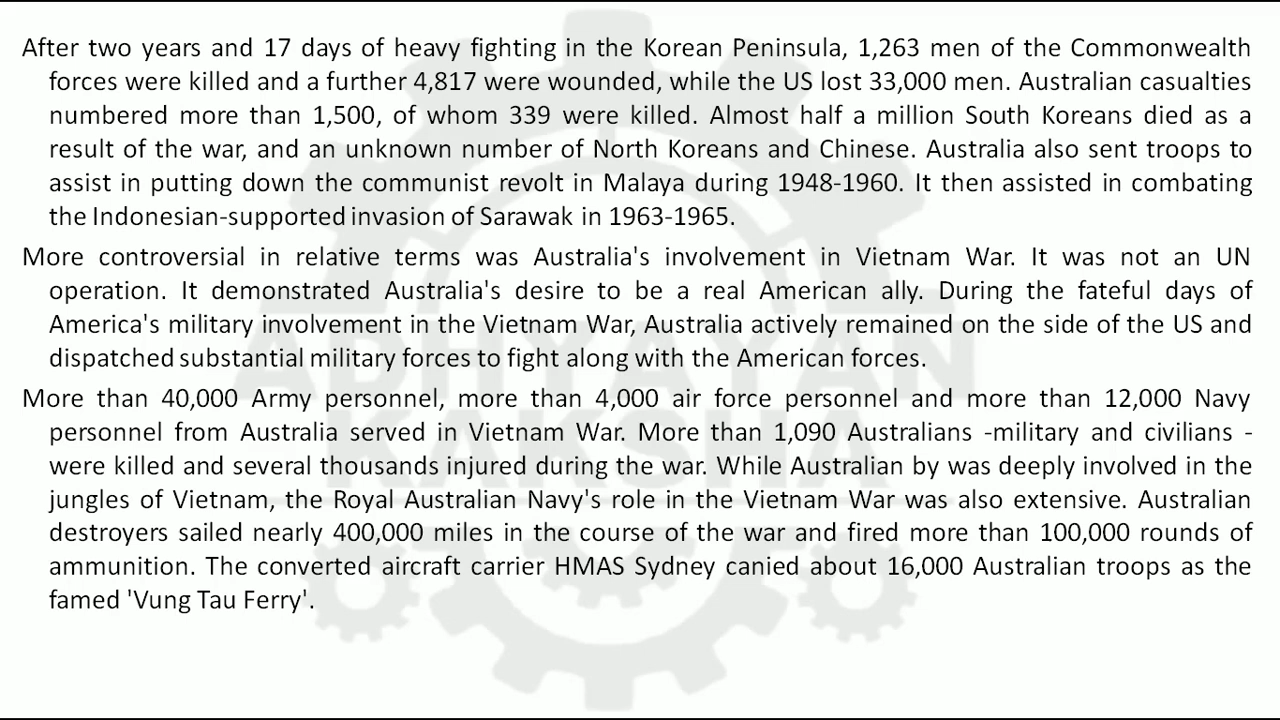 After two years and 17 days of heavy fighting in the Korean Peninsula, 1,263 men of the Commonwealth
forces were killed and a further 4,817 were wounded, while the US lost 33,000 men. Australian casualties
numbered more than 1,500, of whom 339 were killed. Almost half a million South Koreans died as a
result of the war, and an unknown number of North Koreans and Chinese. Australia also sent troops to
assist in putting down the communist revolt in Malaya during 1948-1960. It then assisted in combating
the Indonesian-supported invasion of Sarawak in 1963-1965.
More controversial in relative terms was Australia's involvement in Vietnam War. It was not an UN
operation. It demonstrated Australia's desire to be a real American ally. During the fateful days of
America's military involvement in the Vietnam War, Australia actively remained on the side of the US and
dispatched substantial military forces to fight along with the American forces.
More than 40,000 Army personnel, more than 4,000 air force personnel and more than 12,000 Navy
personnel from Australia served in Vietnam War. More than 1,090 Australians -military and civilians -
were killed and several thousands injured during the war. While Australian by was deeply involved in the
jungles of Vietnam, the Royal Australian Navy's role in the Vietnam War was also extensive. Australian
destroyers sailed nearly 400,000 miles in the course of the war and fired more than 100,000 rounds of
ammunition. The converted aircraft carrier HMAS Sydney canied about 16,000 Australian troops as the
famed 'Vung Tau Ferry'.
ADHYAYAN
KAKSHA